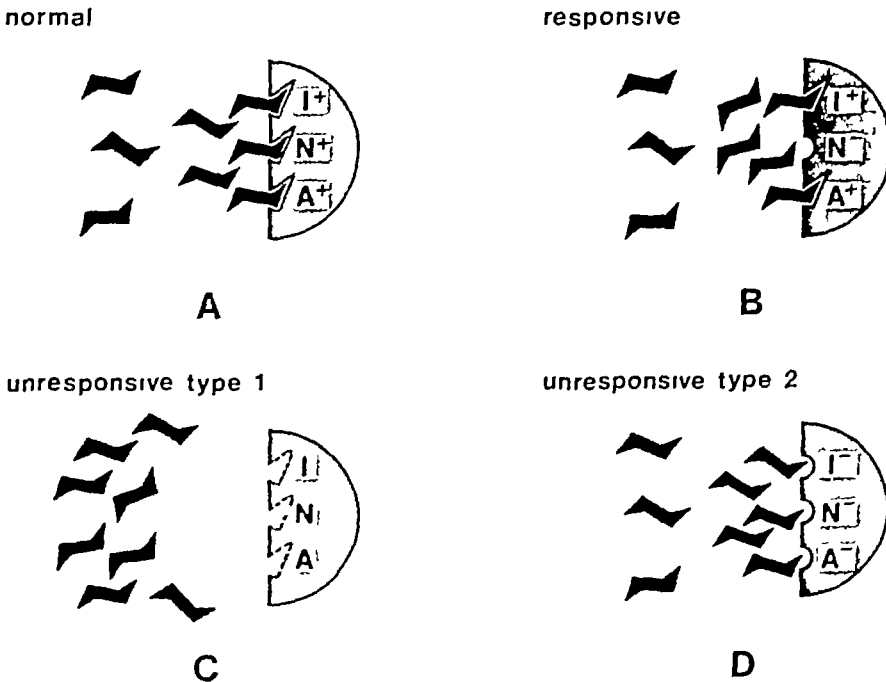 normal
responsive
I+
N+
A+
I+
N−
A+
A
B
unresponsive type 1
unresponsive type 2
I
N
A
I−
N−
A−
C
D